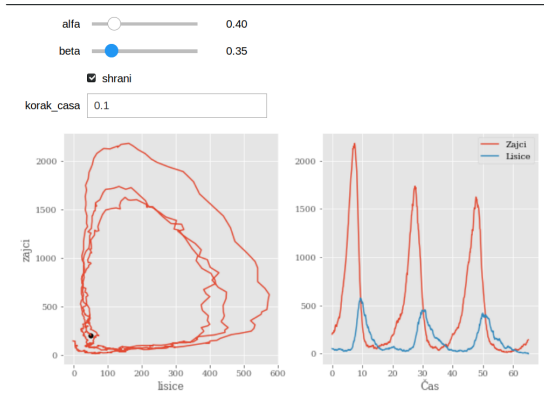 alfa 0.40
beta 0.35
shrani
korak_casa 0.1
Zajci
Lisice
2000
1500
1000
500
0
zajci
0 100 200 300 400 500 600
lisice
2000
1500
1000
500
0
0 10 20 30 40 50 60
Čas